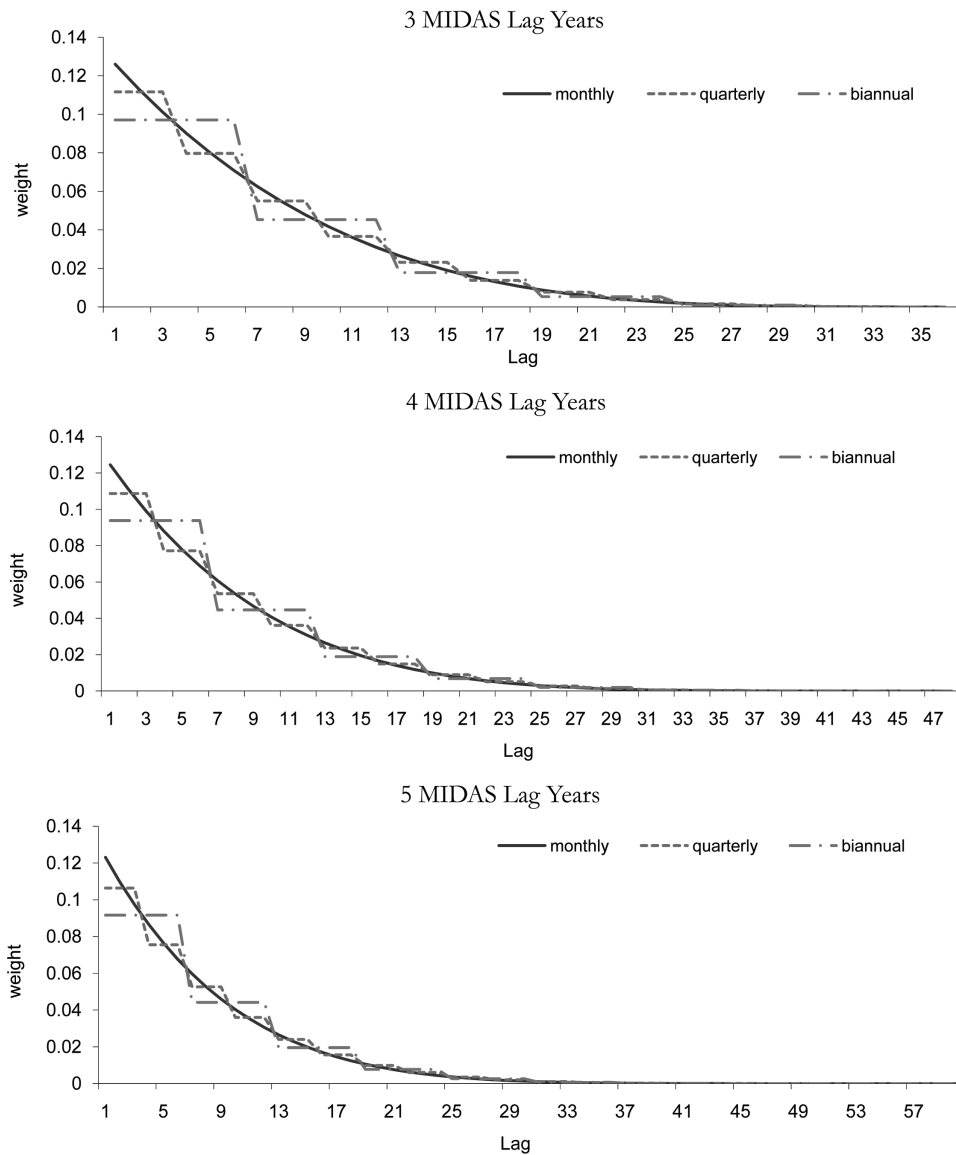 3 MIDAS Lag Years
0.14
0.12
0.1
0.08
0.06
0.04
0.02
0
weight
monthly quarterly biannual
1 3 5 7 9 11 13 15 17 19 21 23 25 27 29 31 33 35
Lag
4 MIDAS Lag Years
0.14
0.12
0.1
0.08
0.06
0.04
0.02
0
weight
monthly quarterly biannual
1 3 5 7 9 11 13 15 17 19 21 23 25 27 29 31 33 35 37 39 41 43 45 47
Lag
5 MIDAS Lag Years
0.14
0.12
0.1
0.08
0.06
0.04
0.02
0
weight
monthly quarterly biannual
1 5 9 13 17 21 25 29 33 37 41 45 49 53 57
Lag